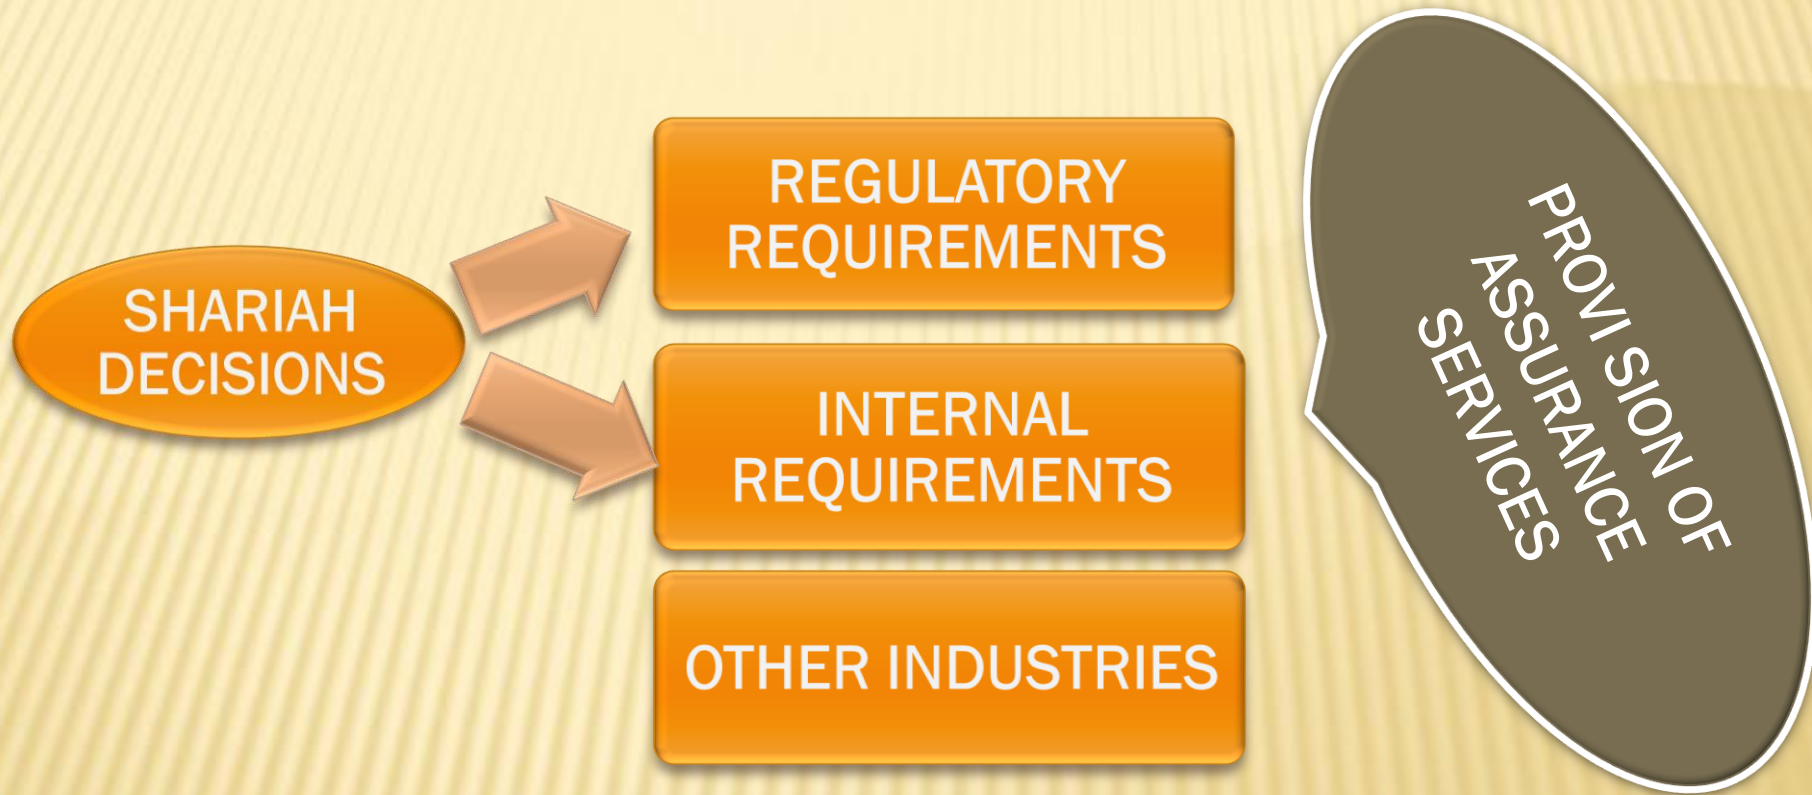 SHARIAH
DECISIONS
REGULATORY
REQUIREMENTS
INTERNAL
REQUIREMENTS
OTHER INDUSTRIES
PROVI SION OF
ASSURANCE
SERVICES